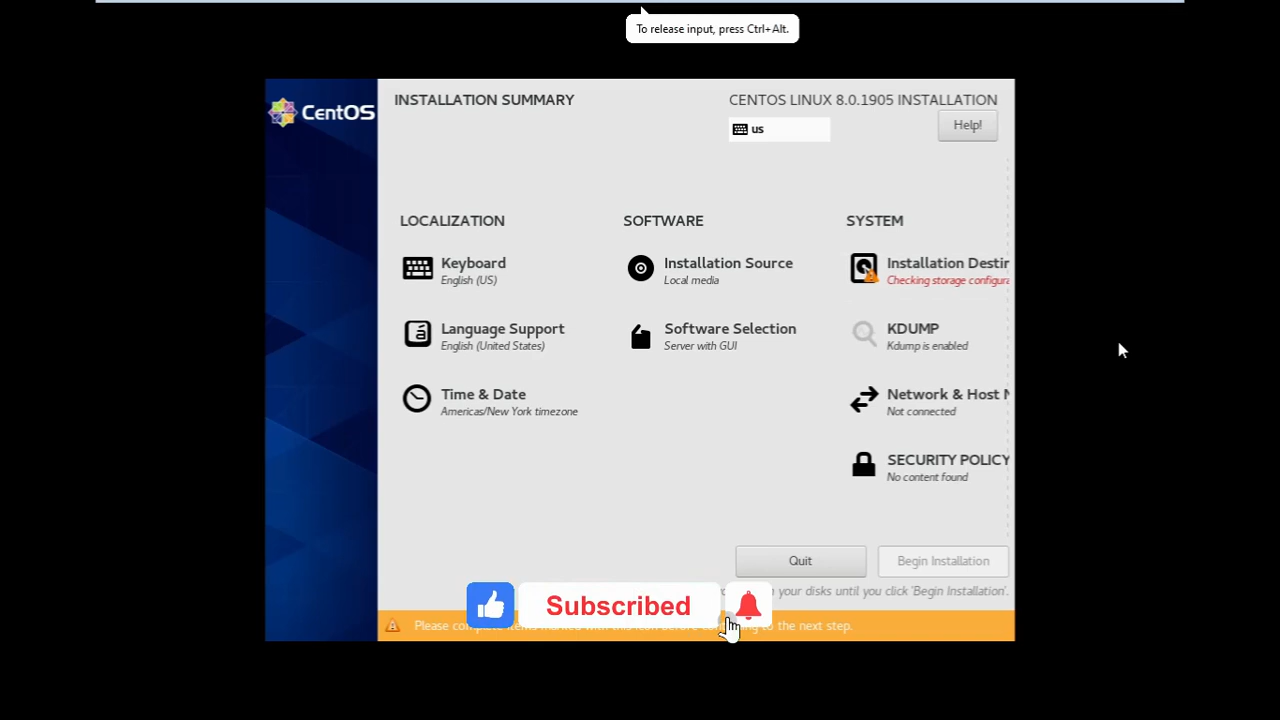 To release input, press Ctrl+Alt.
CentOS
INSTALLATION SUMMARY
CENTOS LINUX 8.0.1905 INSTALLATION
us
Help!
LOCALIZATION
SOFTWARE
SYSTEM
Keyboard
English (US)
Installation Source
Local media
Installation Destin
Checking storage configura
Language Support
English (United States)
Software Selection
Server with GUI
KDUMP
Kdump is enabled
Time & Date
Americas/New York timezone
Network & Host N
Not connected
SECURITY POLICY
No content found
Quit
Begin Installation
your disks until you click 'Begin Installation'.
Subscribed
Please to the next step.